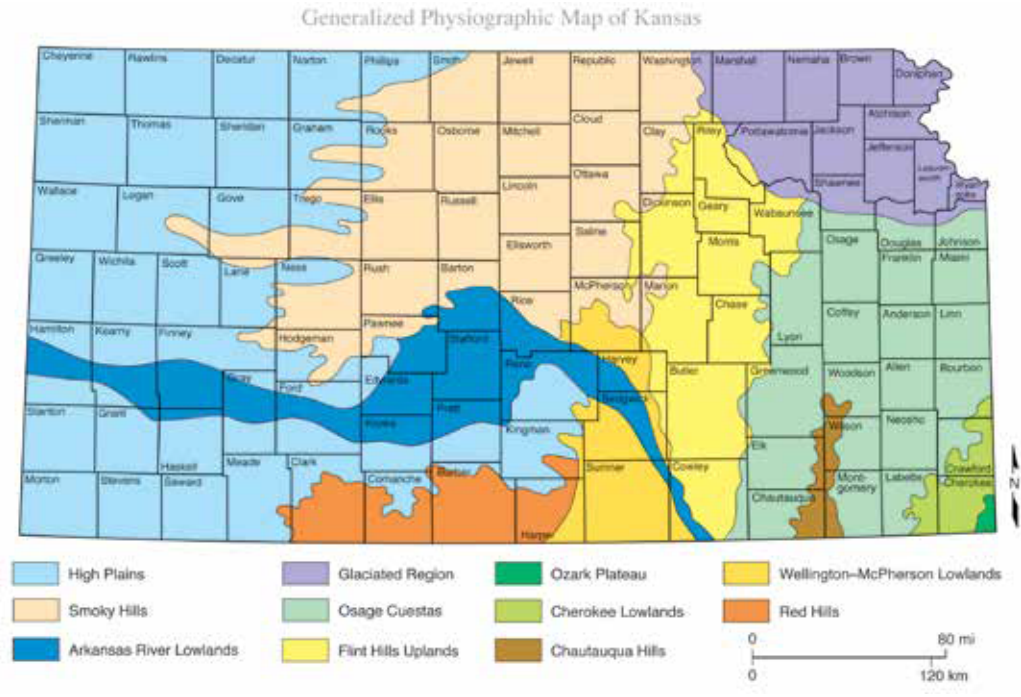 Generalized Physiographic Map of Kansas
Cheyenne Rawlins Decatur Norton Phillips Smith Jewell Republic Washington Marshall Nemaha Brown
Doniphan
Atchison
Sherman Thomas Sheridan Graham Rooks Osborne Mitchell Cloud Clay Riley Pottawatomie Jackson
Jefferson
Shawnee
Wallace Logan Gove Trego Ellis Russell Lincoln Ottawa Dickinson Geary Wabaunsee
Saline Morris Osage Douglas Johnson
Ellsworth
Greeley Wichita Scott Lane Ness Rush Barton McPherson Marion Franklin Miami
Rice Chase
Hamilton Kearny Finney Hodgeman Pawnee Stafford Lyon Coffey Anderson Linn
Gray Ford Edwards Reno Harvey Butler Greenwood Woodson Allen Bourbon
Sedgwick
Stanton Grant Pratt Kiowa Kingman Wilson Neosho
Elk
Haskell Meade Clark Comanche Barber Sumner Cowley Crawford
Morton Stevens Seward Mont-
gomery Labette Cherokee
Chautauqua
Harper
N
High Plains
Glaciated Region
Ozark Plateau
Wellington–McPherson Lowlands
Smoky Hills
Osage Cuestas
Cherokee Lowlands
Red Hills
Arkansas River Lowlands
Flint Hills Uplands
Chautauqua Hills
0 80 mi
0 120 km